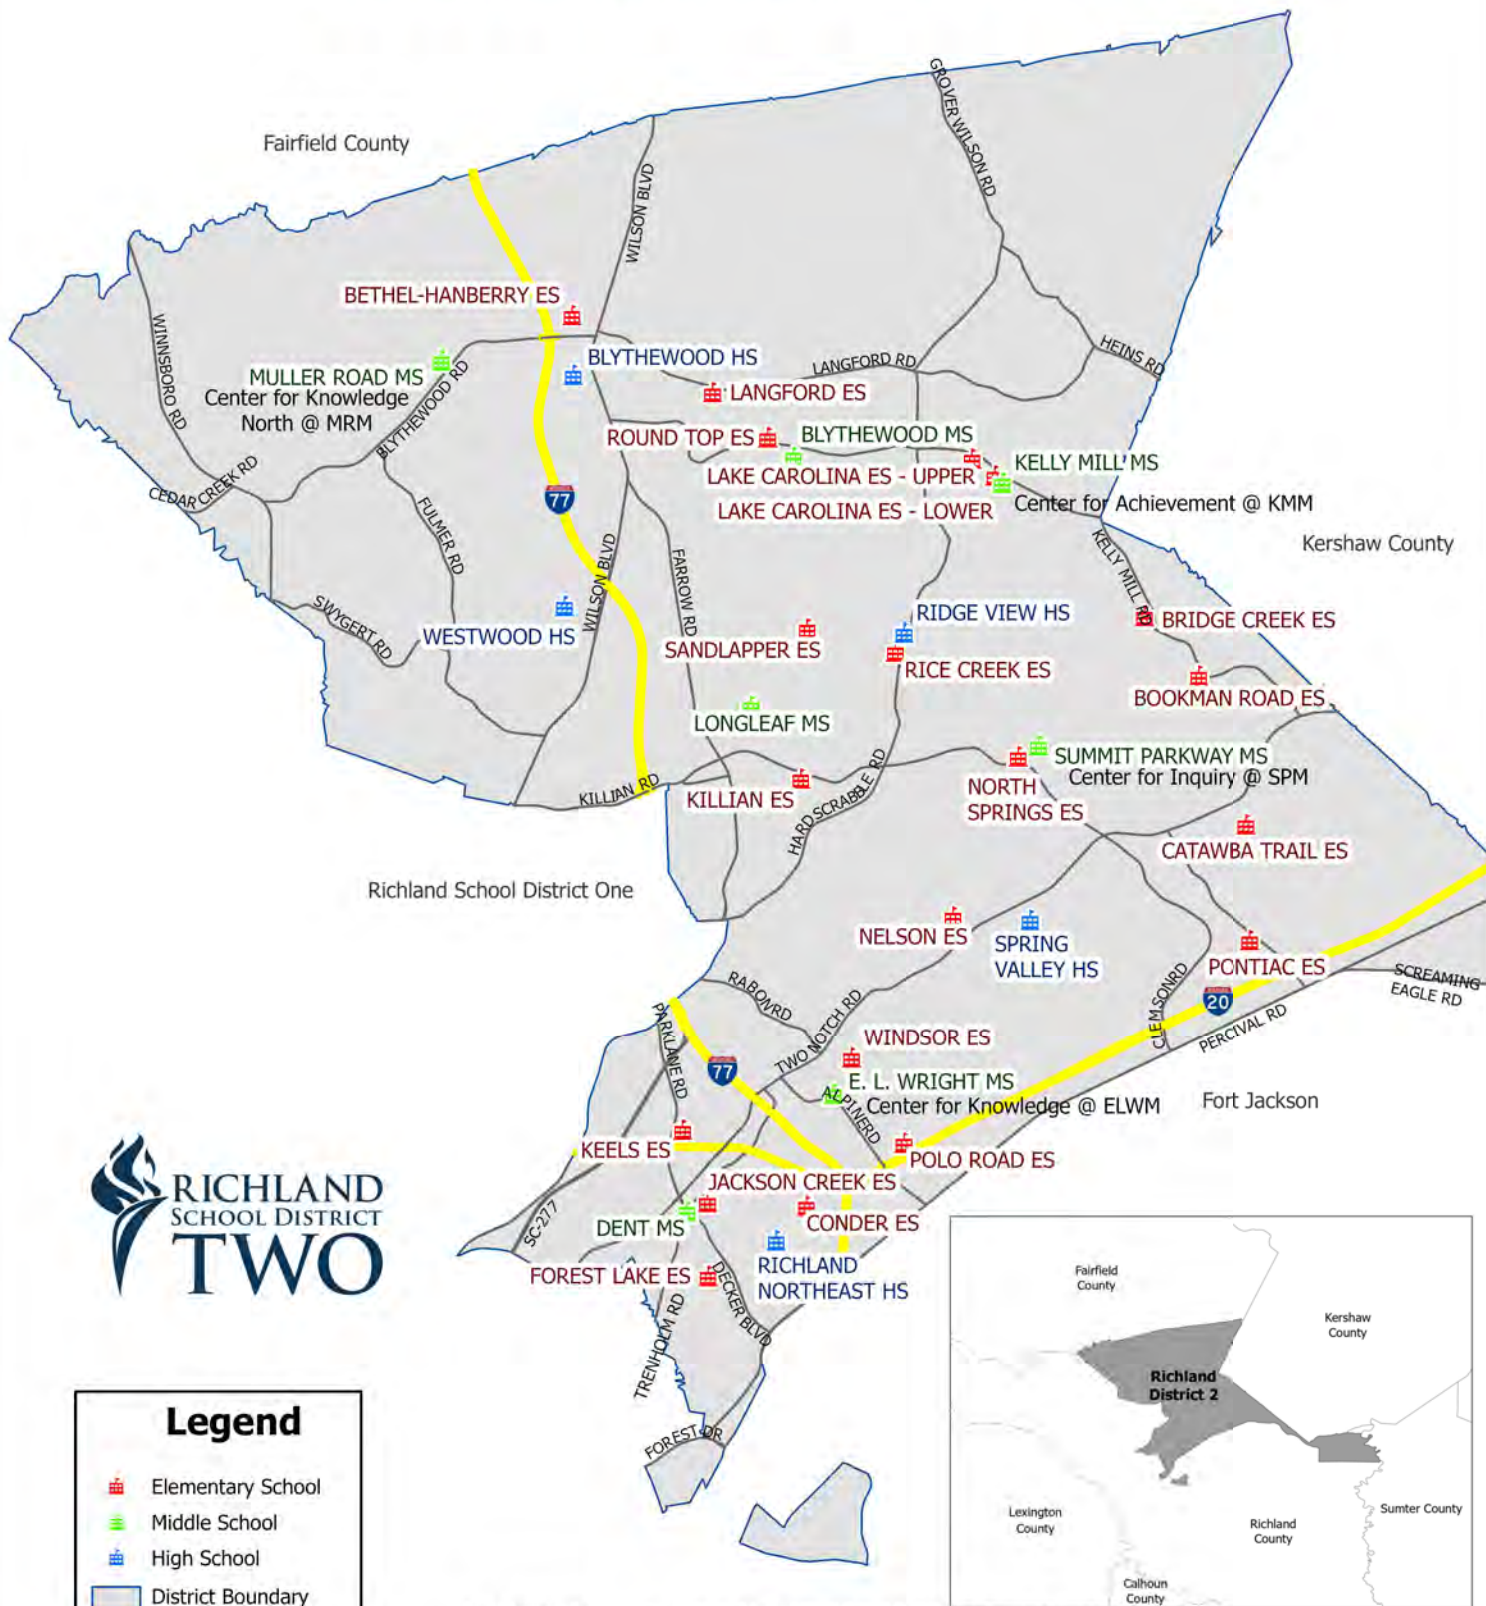 Fairfield County
GROVER WILSON RD
WILSON BLVD
BETHEL-HANBERRY ES
WINNSBORO RD
BLYTHEWOOD HS
HEINS RD
LANGFORD RD
MULLER ROAD MS
Center for Knowledge
North @ MRM
BLYTHEWOOD RD
LANGFORD ES
ROUND TOP ES
BLYTHEWOOD MS
KELLY MILL MS
LAKE CAROLINA ES - UPPER
CEDAR CREEK RD
77
LAKE CAROLINA ES - LOWER
Center for Achievement @ KMM
FULMER RD
Kershaw County
WILSON BLVD
FARROW RD
KELLY MILL RD
SWYGERT RD
WESTWOOD HS
RIDGE VIEW HS
BRIDGE CREEK ES
SANDLAPPER ES
RICE CREEK ES
BOOKMAN ROAD ES
LONGLEAF MS
SUMMIT PARKWAY MS
Center for Inquiry @ SPM
KILLIAN RD
KILLIAN ES
HARD SCRABBLE RD
NORTH
SPRINGS ES
CATAWBA TRAIL ES
Richland School District One
NELSON ES
SPRING
VALLEY HS
PONTIAC ES
SCREAMING
EAGLE RD
RABON RD
CLEMSON RD
20
PERCIVAL RD
PARKLANE RD
TWO NOTCH RD
WINDSOR ES
77
E. L. WRIGHT MS
ALPINE RD
Center for Knowledge @ ELWM
Fort Jackson
KEELS ES
POLO ROAD ES
JACKSON CREEK ES
SC-277
DENT MS
CONDER ES
RICHLAND
NORTHEAST HS
FOREST LAKE ES
DECKER BLVD
TRENHOLM RD
FOREST DR
RICHLAND
SCHOOL DISTRICT
TWO
Legend
Elementary School
Middle School
High School
District Boundary
Fairfield
County
Kershaw
County
Richland
District 2
Lexington
County
Richland
County
Sumter County
Calhoun
County